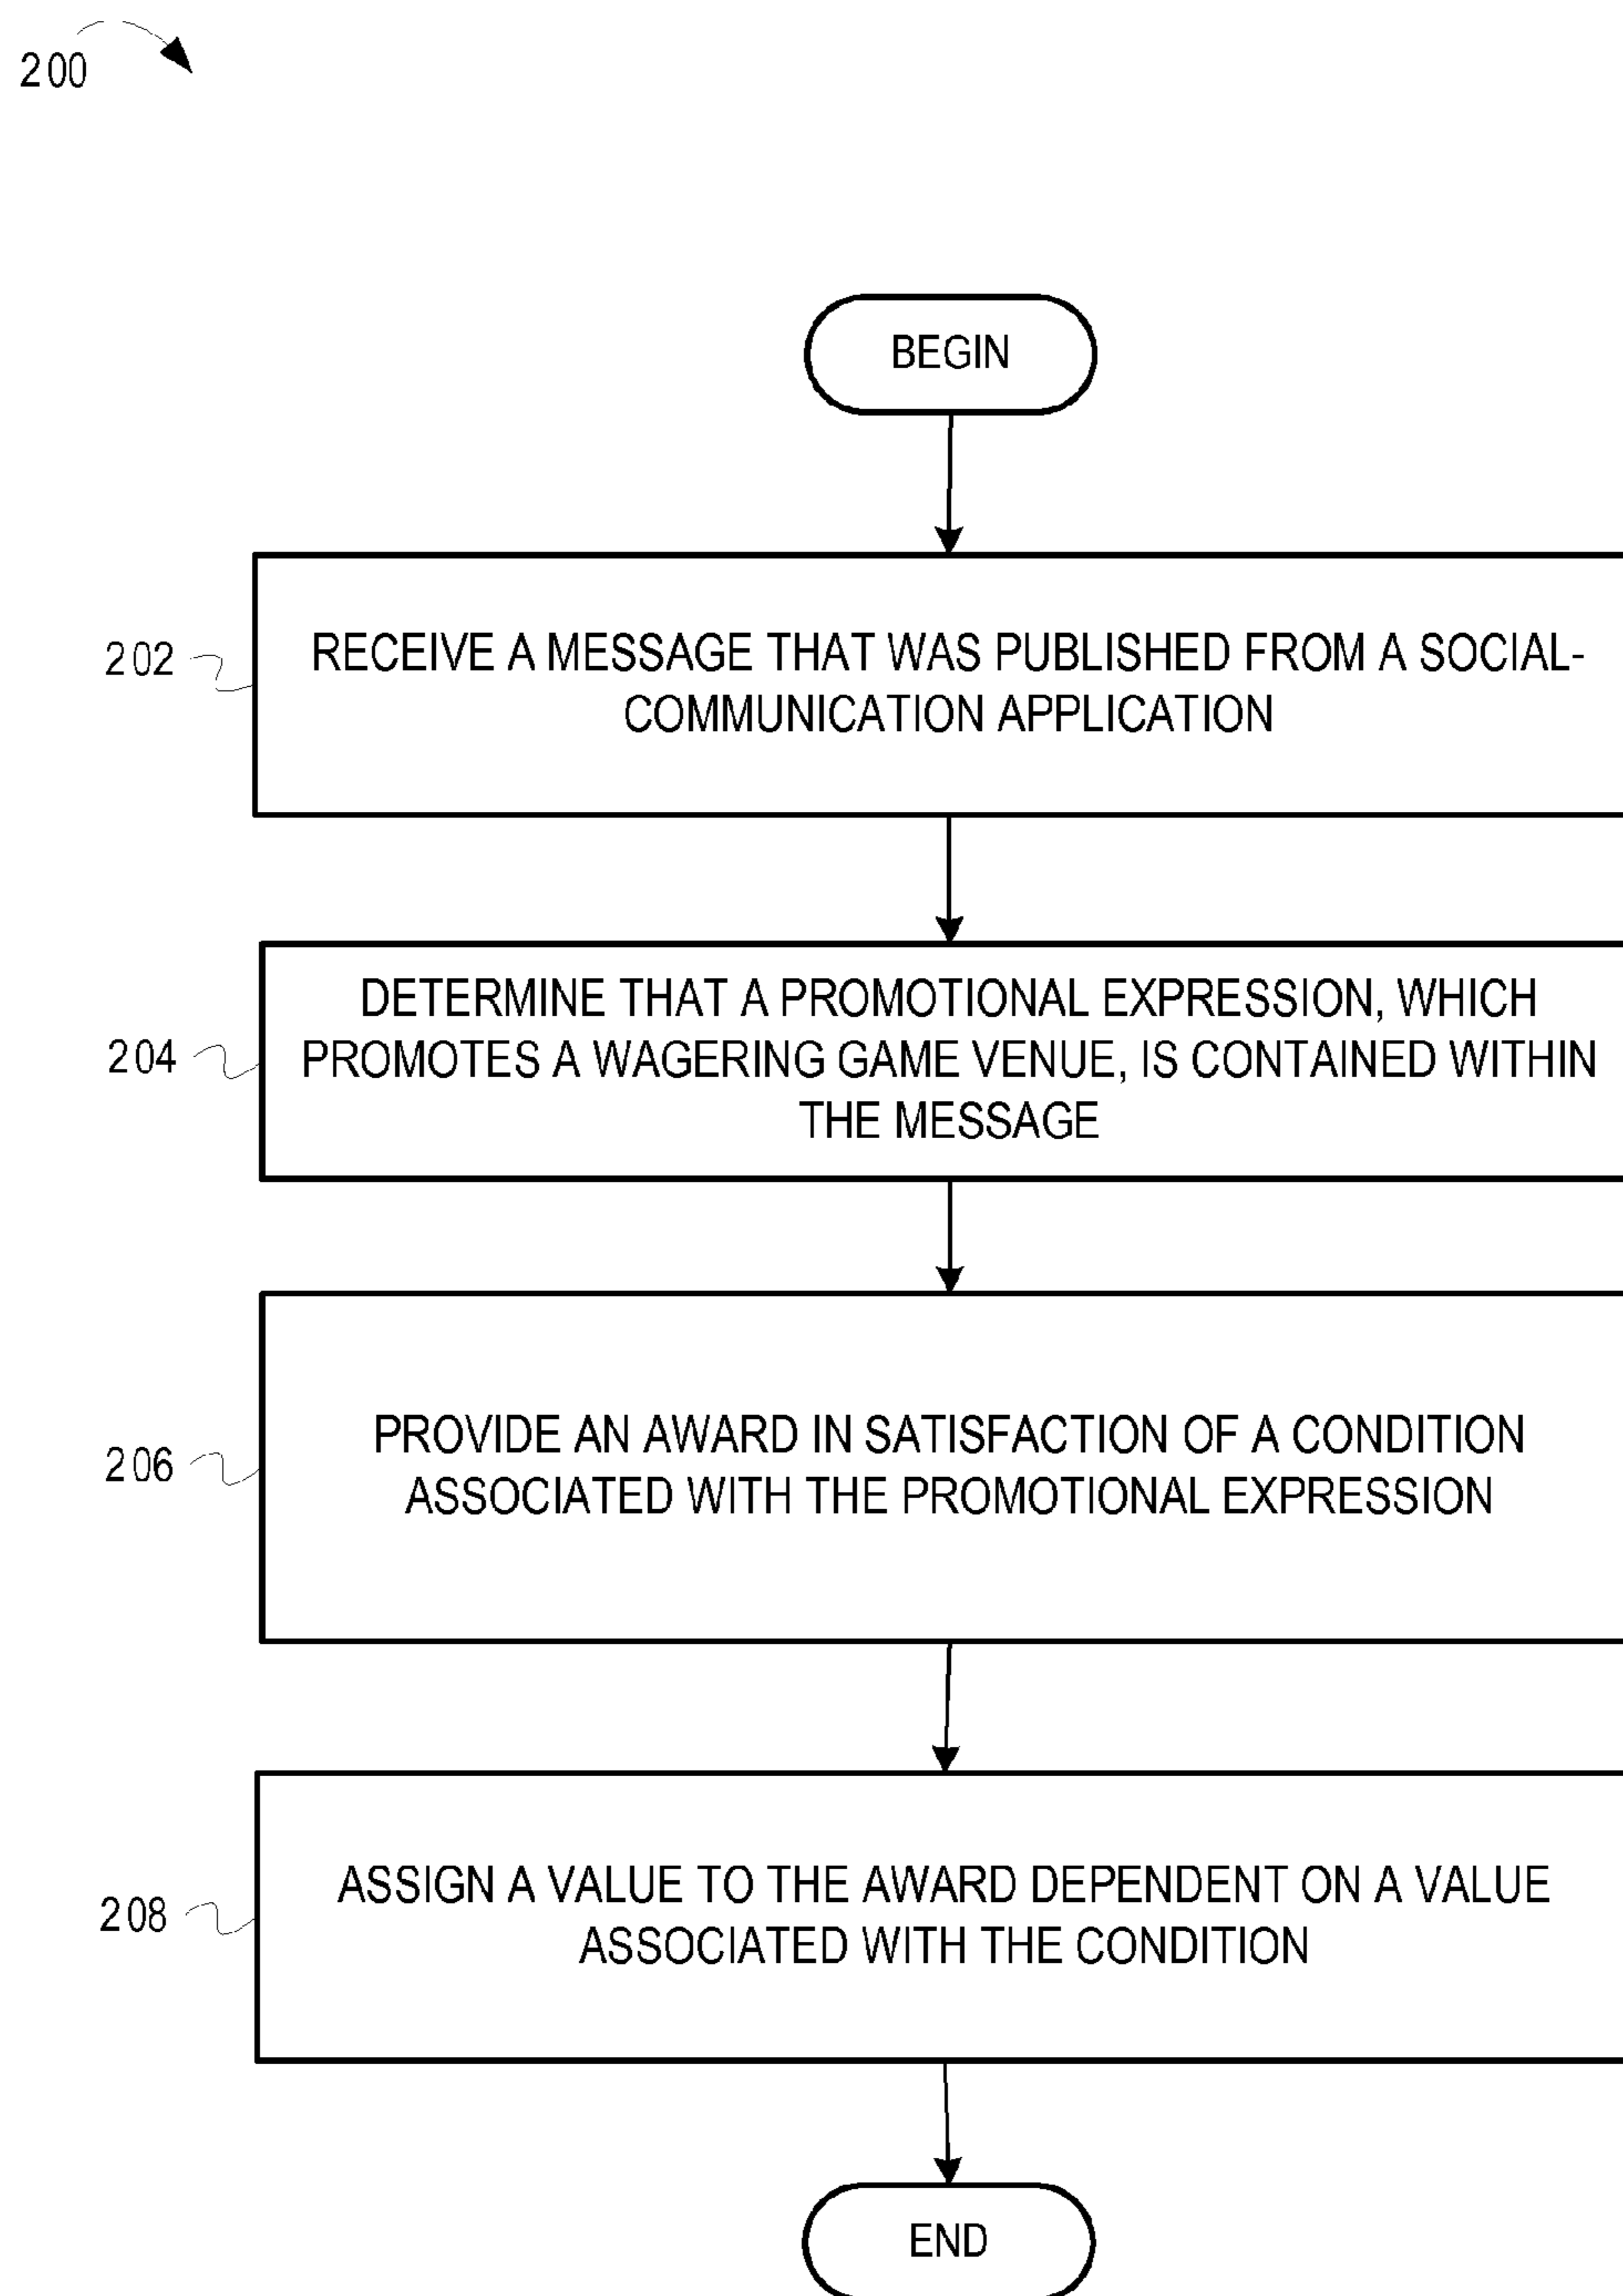 200
BEGIN
202
RECEIVE A MESSAGE THAT WAS PUBLISHED FROM A SOCIAL-
COMMUNICATION APPLICATION
204
DETERMINE THAT A PROMOTIONAL EXPRESSION, WHICH
PROMOTES A WAGERING GAME VENUE, IS CONTAINED WITHIN
THE MESSAGE
206
PROVIDE AN AWARD IN SATISFACTION OF A CONDITION
ASSOCIATED WITH THE PROMOTIONAL EXPRESSION
208
ASSIGN A VALUE TO THE AWARD DEPENDENT ON A VALUE
ASSOCIATED WITH THE CONDITION
END